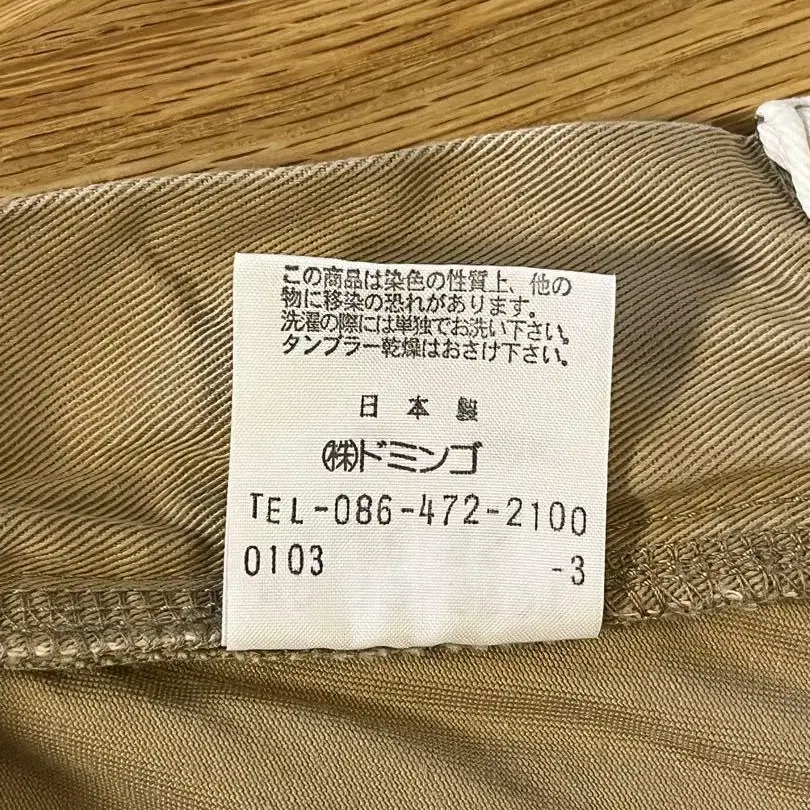 この商品は染色の性質上、他の
物に移染の恐れがあります。
洗濯の際には単独でお洗い下さい。
タンブラー乾燥はおさけ下さい。
日本製
㈱ドミンゴ
TEL-086-472-2100
0103 -3